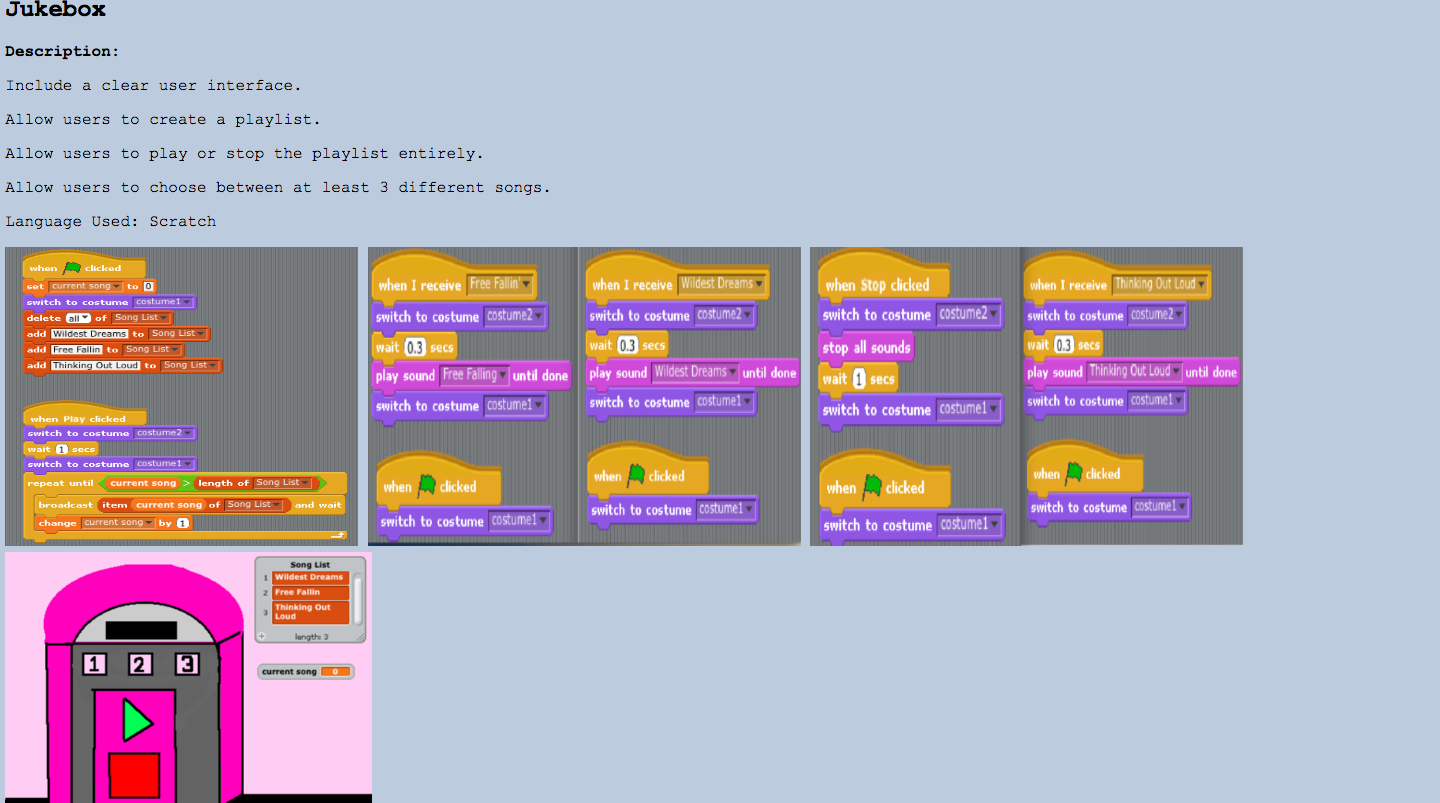 Jukebox
Description:
Include a clear user interface.
Allow users to create a playlist.
Allow users to play or stop the playlist entirely.
Allow users to choose between at least 3 different songs.
Language Used: Scratch
when clicked
set current song to 0
switch to costume costume1
delete all of Song List
add Wildest Dreams to Song List
add Free Fallin to Song List
add Thinking Out Loud to Song List
when Play clicked
switch to costume costume2
wait 1 secs
switch to costume costume1
repeat until current song > length of Song List
broadcast item current song of Song List and wait
change current song by 1
when I receive Free Fallin'
switch to costume costume2
wait 0.3 secs
play sound Free Falling until done
switch to costume costume1
when clicked
switch to costume costume1
when I receive Wildest Dreams
switch to costume costume2
wait 0.3 secs
play sound Wildest Dreams until done
switch to costume costume1
when clicked
switch to costume costume1
when Stop clicked
switch to costume costume2
stop all sounds
wait 1 secs
switch to costume costume1
when clicked
switch to costume costume1
when I receive Thinking Out Loud
switch to costume costume2
wait 0.3 secs
play sound Thinking Out Loud until done
switch to costume costume1
when clicked
switch to costume costume1
1 2 3
Song List
1 Wildest Dreams
2 Free Fallin
3 Thinking Out
Loud
+ length: 3
current song 0